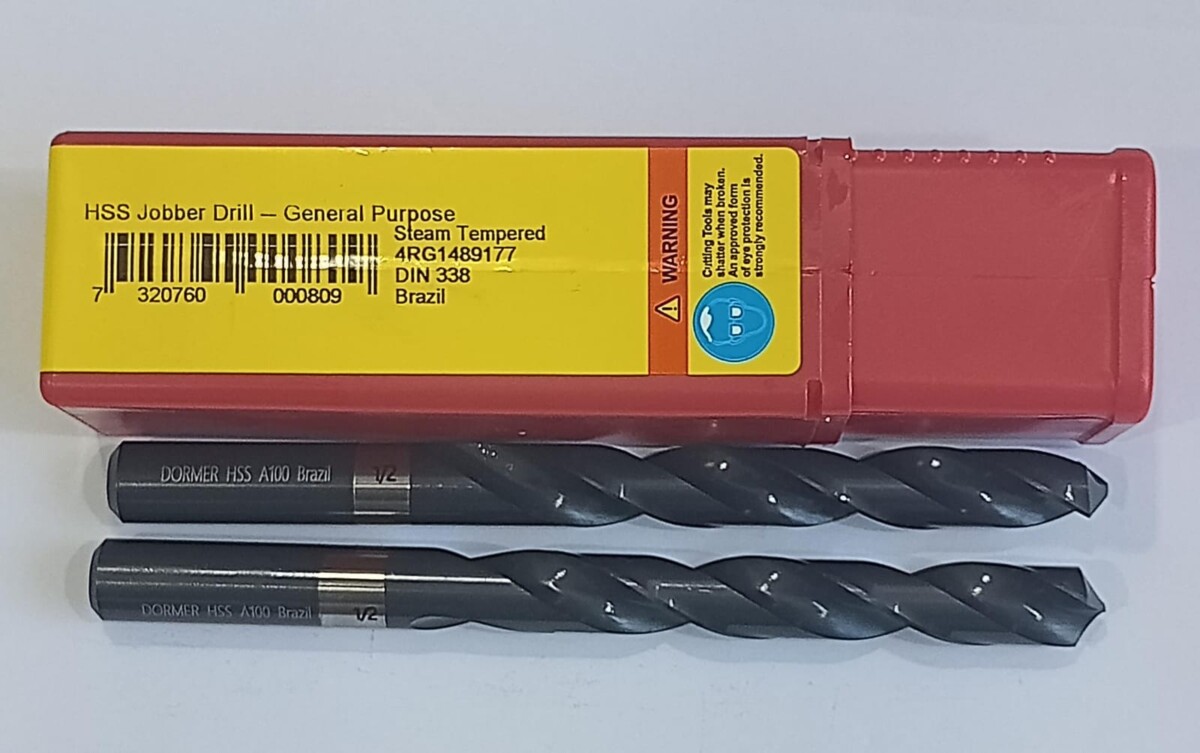 HSS Jobber Drill – General Purpose
Steam Tempered
4RG1489177
DIN 338
Brazil
7 320760 000809
WARNING
Cutting Tools may
shatter when broken.
An approved form
of eye protection is
strongly recommended.
DORMER HSS A100 Brazil 1/2
DORMER HSS A100 Brazil 1/2